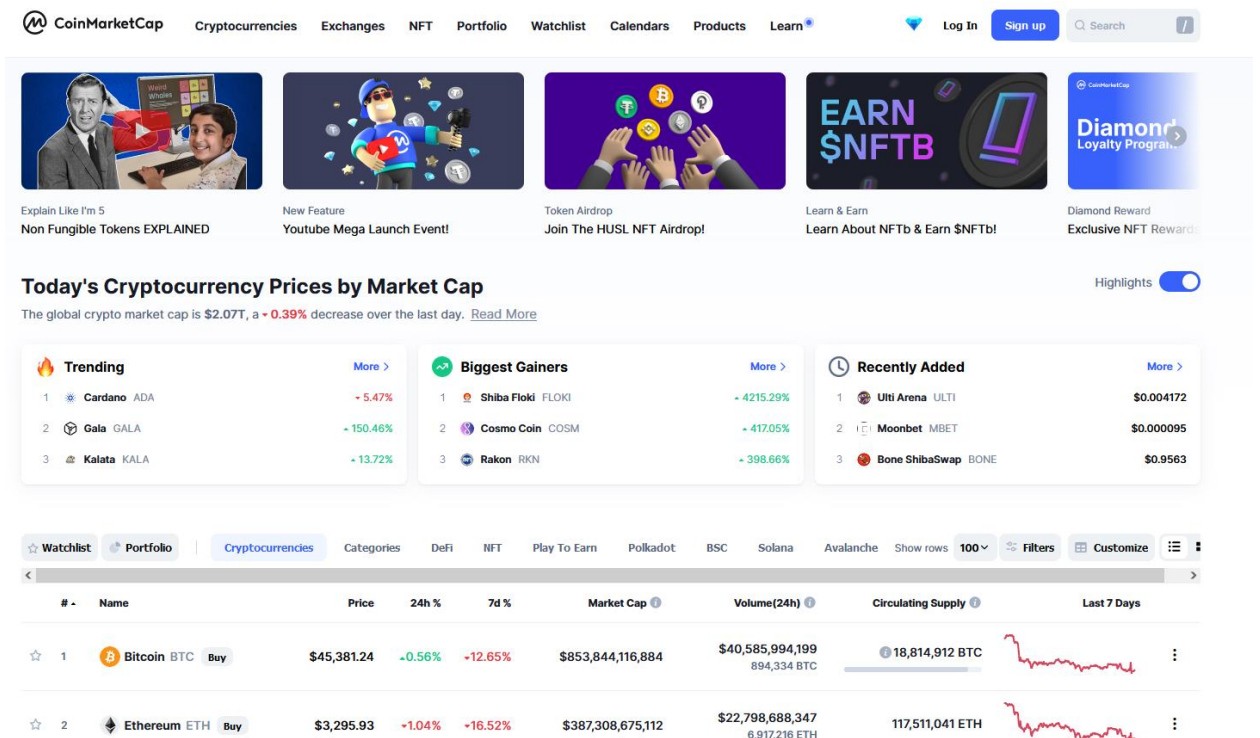 CoinMarketCap Cryptocurrencies Exchanges NFT Portfolio Watchlist Calendars Products Learn Log In Sign up Search /
Weird
Whales
EARN
$NFTB
CoinMarketCap
Diamond
Loyalty Program
Explain Like I'm 5
Non Fungible Tokens EXPLAINED
New Feature
Youtube Mega Launch Event!
Token Airdrop
Join The HUSL NFT Airdrop!
Learn & Earn
Learn About NFTb & Earn $NFTb!
Diamond Reward
Exclusive NFT Rewards
Today's Cryptocurrency Prices by Market Cap
Highlights
The global crypto market cap is $2.07T, a 0.39% decrease over the last day. Read More
Trending More
1 Cardano ADA 5.47%
2 Gala GALA 150.46%
3 Kalata KALA 13.72%
Biggest Gainers More
1 Shiba Floki FLOKI 4215.29%
2 Cosmo Coin COSM 417.05%
3 Rakon RKN 398.66%
Recently Added More
1 Ulti Arena ULTI $0.004172
2 Moonbet MBET $0.000095
3 Bone ShibaSwap BONE $0.9563
Watchlist Portfolio Cryptocurrencies Categories DeFi NFT Play To Earn Polkadot BSC Solana Avalanche Show rows 100 Filters Customize
# Name Price 24h % 7d % Market Cap Volume(24h) Circulating Supply Last 7 Days
1 Bitcoin BTC Buy $45,381.24 0.56% 12.65% $853,844,116,884 $40,585,994,199 18,814,912 BTC
894,334 BTC
2 Ethereum ETH Buy $3,295.93 1.04% 16.52% $387,308,675,112 $22,798,688,347 117,511,041 ETH
6,917,216 ETH